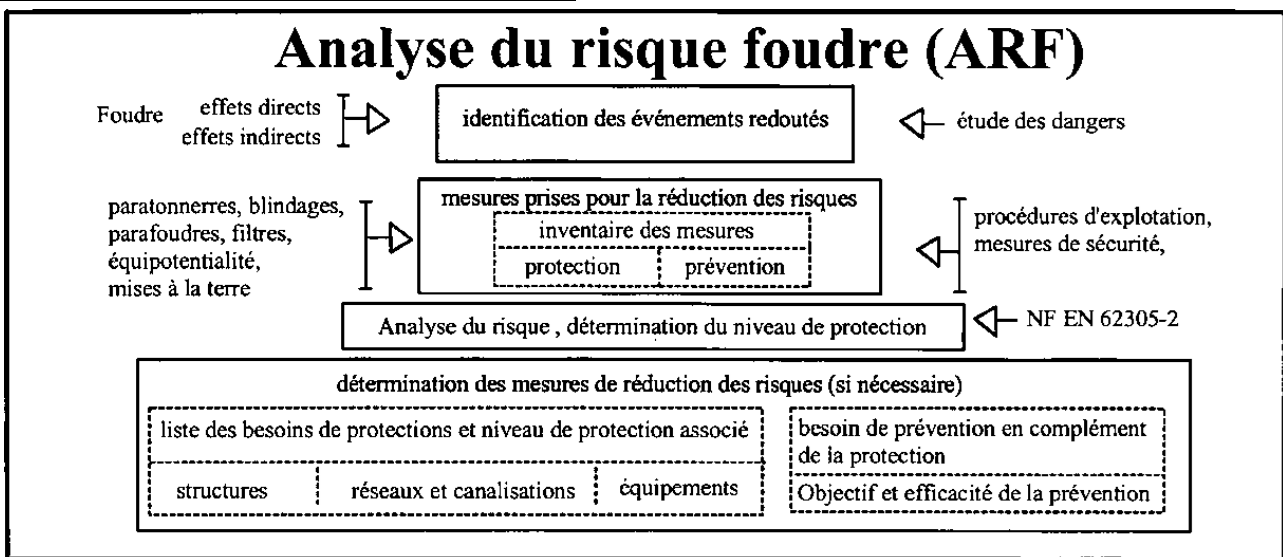 Analyse du risque foudre (ARF)
Foudre
effets directs
effets indirects
identification des événements redoutés
étude des dangers
paratonnerres, blindages,
parafoudres, filtres,
équipotentialité,
mises à la terre
mesures prises pour la réduction des risques
inventaire des mesures
protection
prévention
procédures d'explotation,
mesures de sécurité,
Analyse du risque , détermination du niveau de protection
NF EN 62305-2
détermination des mesures de réduction des risques (si nécessaire)
liste des besoins de protections et niveau de protection associé
structures
réseaux et canalisations
équipements
besoin de prévention en complément
de la protection
Objectif et efficacité de la prévention